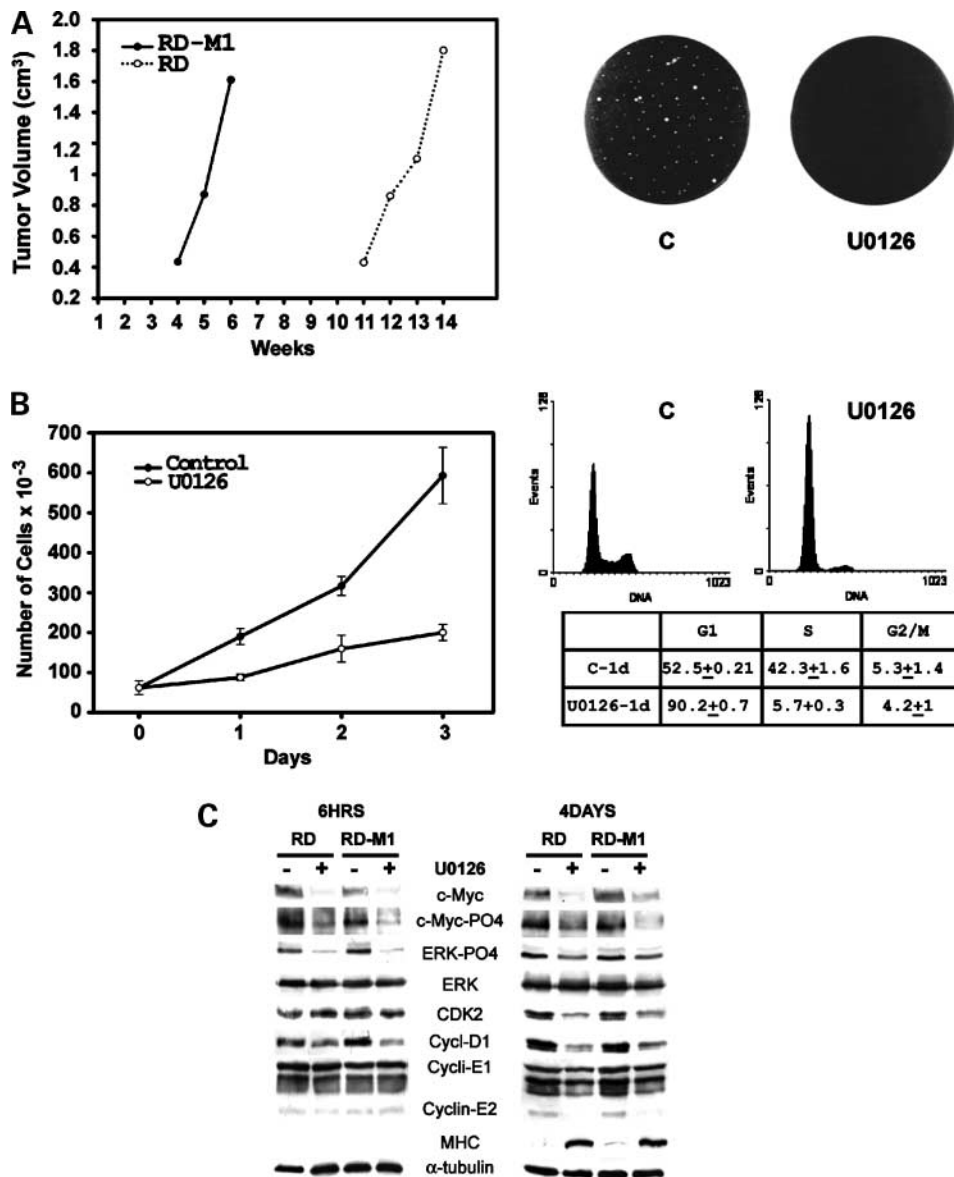 A
Tumor Volume (cm³)
2.0
1.8
1.6
1.4
1.2
1.0
0.8
0.6
0.4
0.2
RD-M1
RD
1 2 3 4 5 6 7 8 9 10 11 12 13 14
Weeks
C
U0126
B
Number of Cells x 10⁻³
700
600
500
400
300
200
100
0
Control
U0126
0 1 2 3
Days
C
U0126
128
Events
0
0 1023
DNA
128
Events
0
0 1023
DNA
G1 S G2/M
C-1d 52.5±0.21 42.3±1.6 5.3±1.4
U0126-1d 90.2±0.7 5.7+0.3 4.2±1
C
6HRS 4DAYS
RD RD-M1 RD RD-M1
- + - + U0126 - + - +
c-Myc
c-Myc-PO4
ERK-PO4
ERK
CDK2
Cycl-D1
Cycli-E1
Cyclin-E2
MHC
α-tubulin